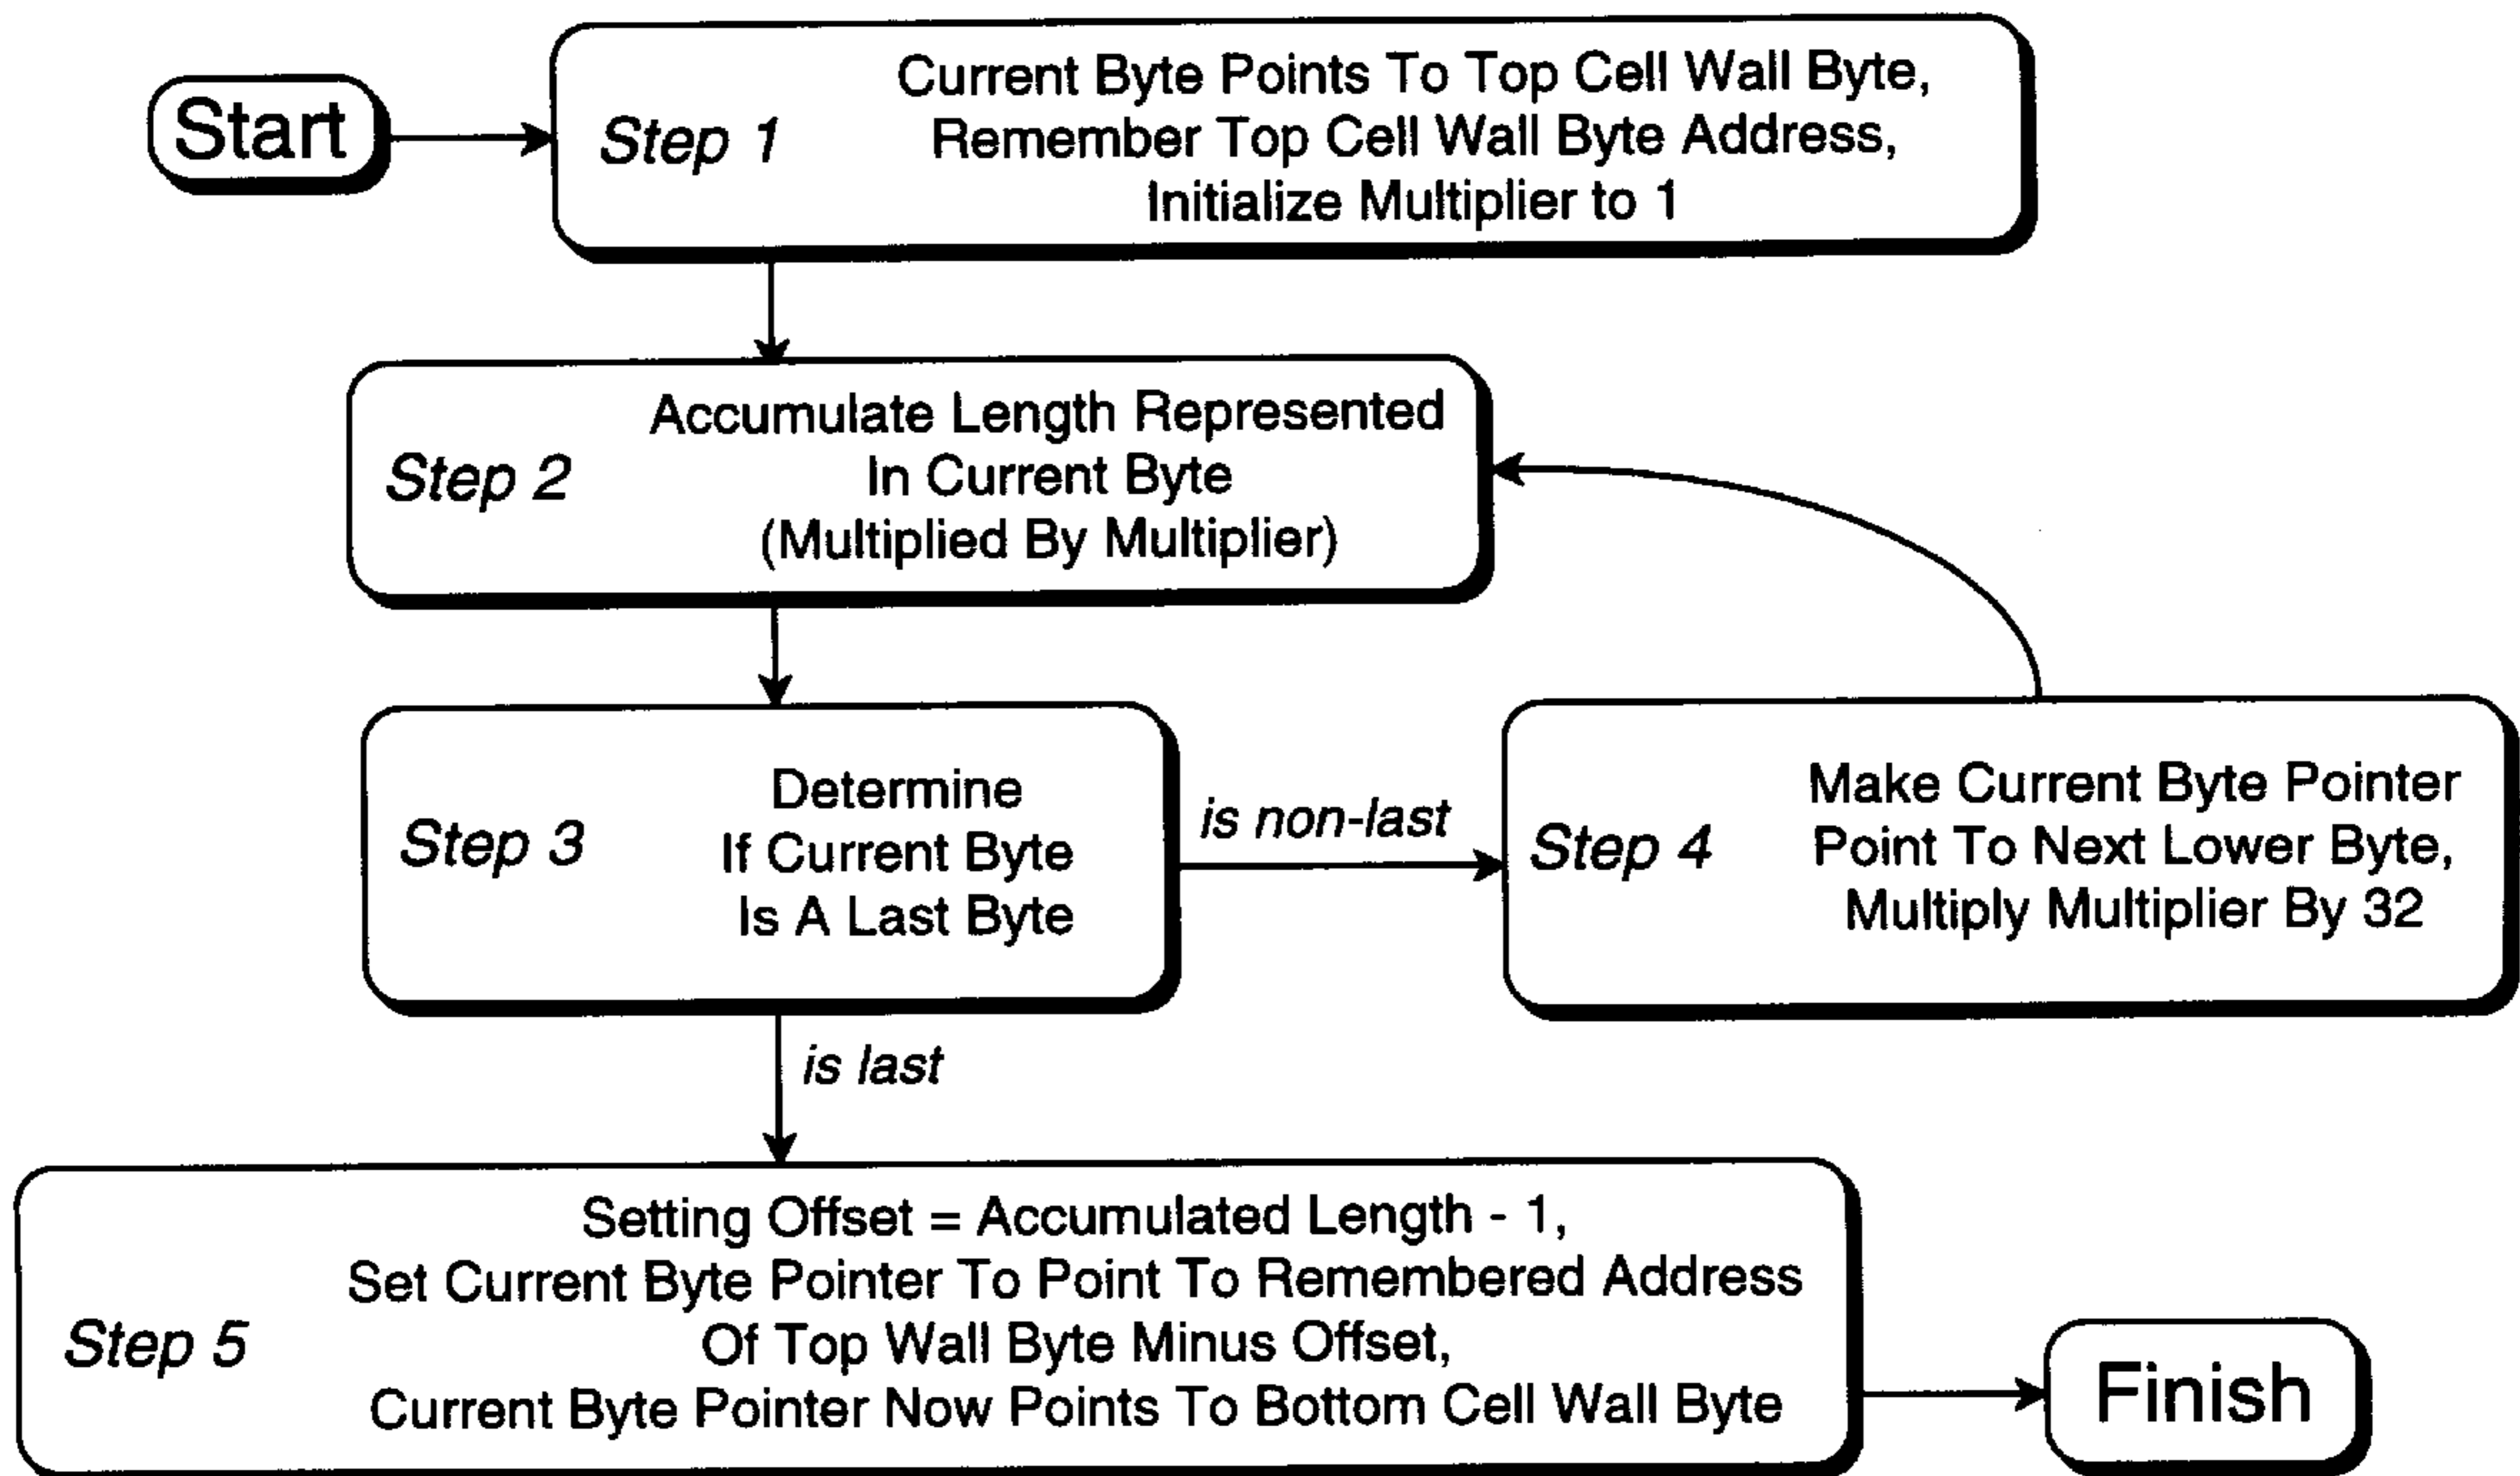 Start
Step 1
Current Byte Points To Top Cell Wall Byte,
Remember Top Cell Wall Byte Address,
Initialize Multiplier to 1
Step 2
Accumulate Length Represented
In Current Byte
(Multiplied By Multiplier)
Step 3
Determine
If Current Byte
Is A Last Byte
is non-last
Step 4
Make Current Byte Pointer
Point To Next Lower Byte,
Multiply Multiplier By 32
is last
Step 5
Setting Offset = Accumulated Length - 1,
Set Current Byte Pointer To Point To Remembered Address
Of Top Wall Byte Minus Offset,
Current Byte Pointer Now Points To Bottom Cell Wall Byte
Finish